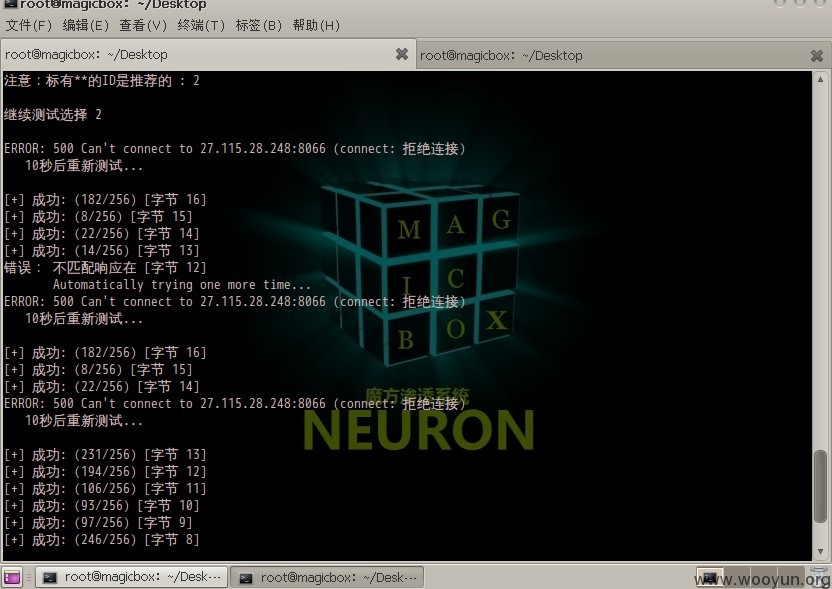 root@magicbox: ~/Desktop
文件(F) 编辑(E) 查看(V) 终端(T) 标签(B) 帮助(H)
root@magicbox: ~/Desktop
root@magicbox: ~/Desktop
注意：标有**的ID是推荐的 : 2
继续测试选择 2
ERROR: 500 Can't connect to 27.115.28.248:8066 (connect: 拒绝连接)
10秒后重新测试...
[+] 成功: (182/256) [字节 16]
[+] 成功: (8/256) [字节 15]
[+] 成功: (22/256) [字节 14]
[+] 成功: (14/256) [字节 13]
错误： 不匹配响应在 [字节 12]
Automatically trying one more time...
ERROR: 500 Can't connect to 27.115.28.248:8066 (connect: 拒绝连接)
10秒后重新测试...
[+] 成功: (182/256) [字节 16]
[+] 成功: (8/256) [字节 15]
[+] 成功: (22/256) [字节 14]
ERROR: 500 Can't connect to 27.115.28.248:8066 (connect: 拒绝连接)
10秒后重新测试...
[+] 成功: (231/256) [字节 13]
[+] 成功: (194/256) [字节 12]
[+] 成功: (106/256) [字节 11]
[+] 成功: (93/256) [字节 10]
[+] 成功: (97/256) [字节 9]
[+] 成功: (246/256) [字节 8]
M A G
I C
B O X
魔方渗透系统
NEURON
root@magicbox: ~/Desk...
root@magicbox: ~/Desk...
www.wooyun.org